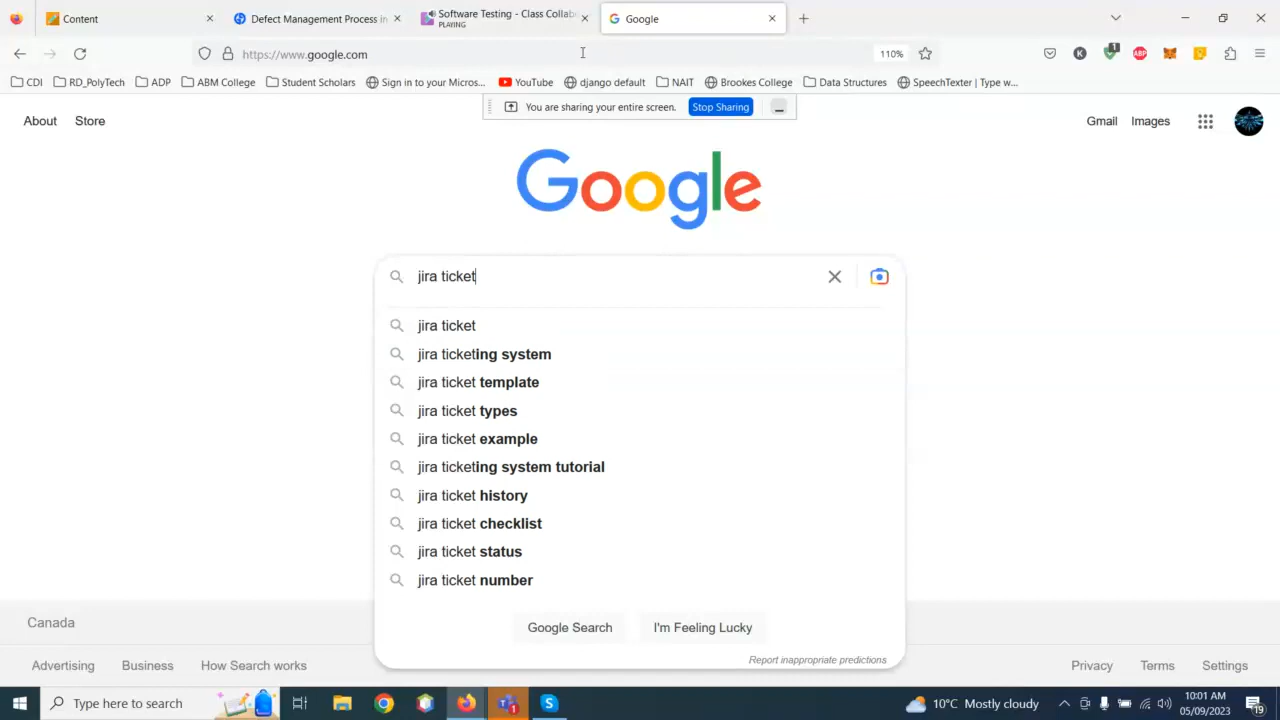 Content
Defect Management Process in
Software Testing - Class Collab
PLAYING
Google
https://www.google.com
110%
K
1
ABP
CDI
RD_PolyTech
ADP
ABM College
Student Scholars
Sign in to your Micros...
YouTube
django default
NAIT
Brookes College
Data Structures
SpeechTexter | Type w...
You are sharing your entire screen.
Stop Sharing
About
Store
Gmail
Images
Google
jira ticket
jira ticket
jira ticketing system
jira ticket template
jira ticket types
jira ticket example
jira ticketing system tutorial
jira ticket history
jira ticket checklist
jira ticket status
jira ticket number
Google Search
I'm Feeling Lucky
Report inappropriate predictions
Canada
Advertising
Business
How Search works
Privacy
Terms
Settings
Type here to search
1
10°C Mostly cloudy
10:01 AM
05/09/2023
19